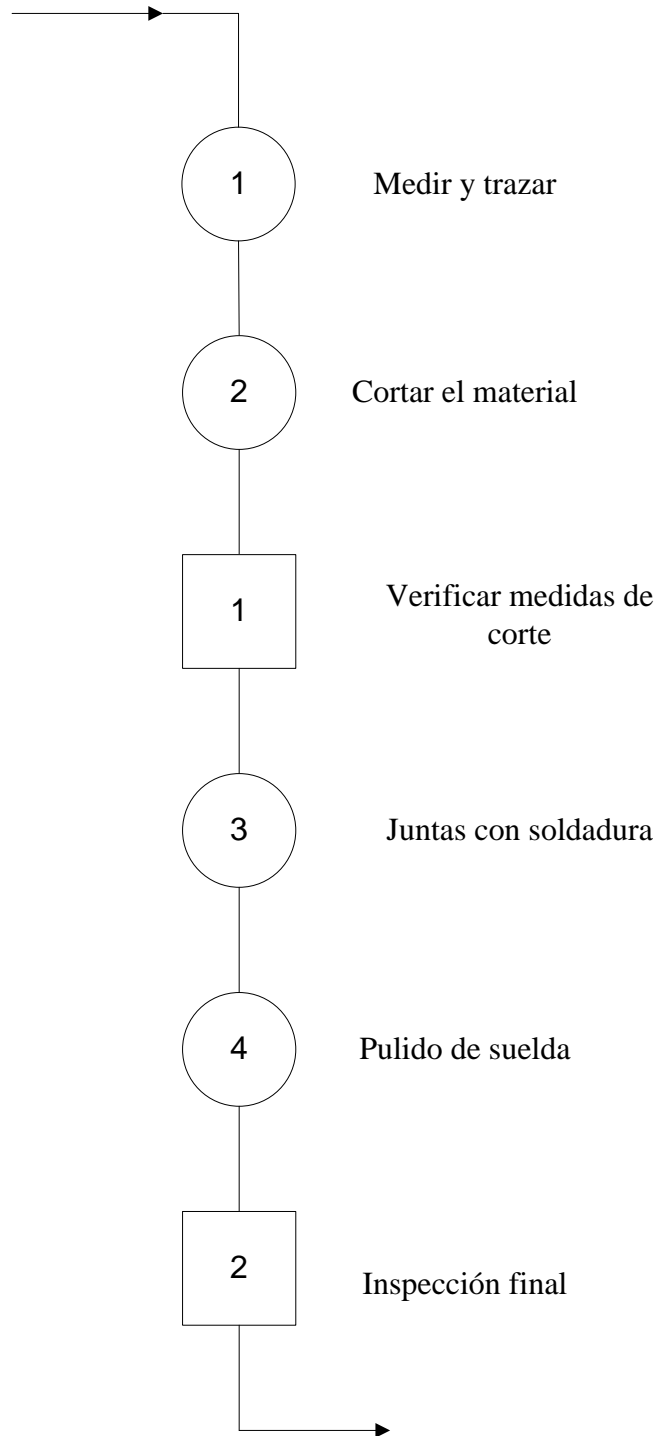 1 Medir y trazar
2 Cortar el material
1 Verificar medidas de
corte
3 Juntas con soldadura
4 Pulido de suelda
2 Inspección final